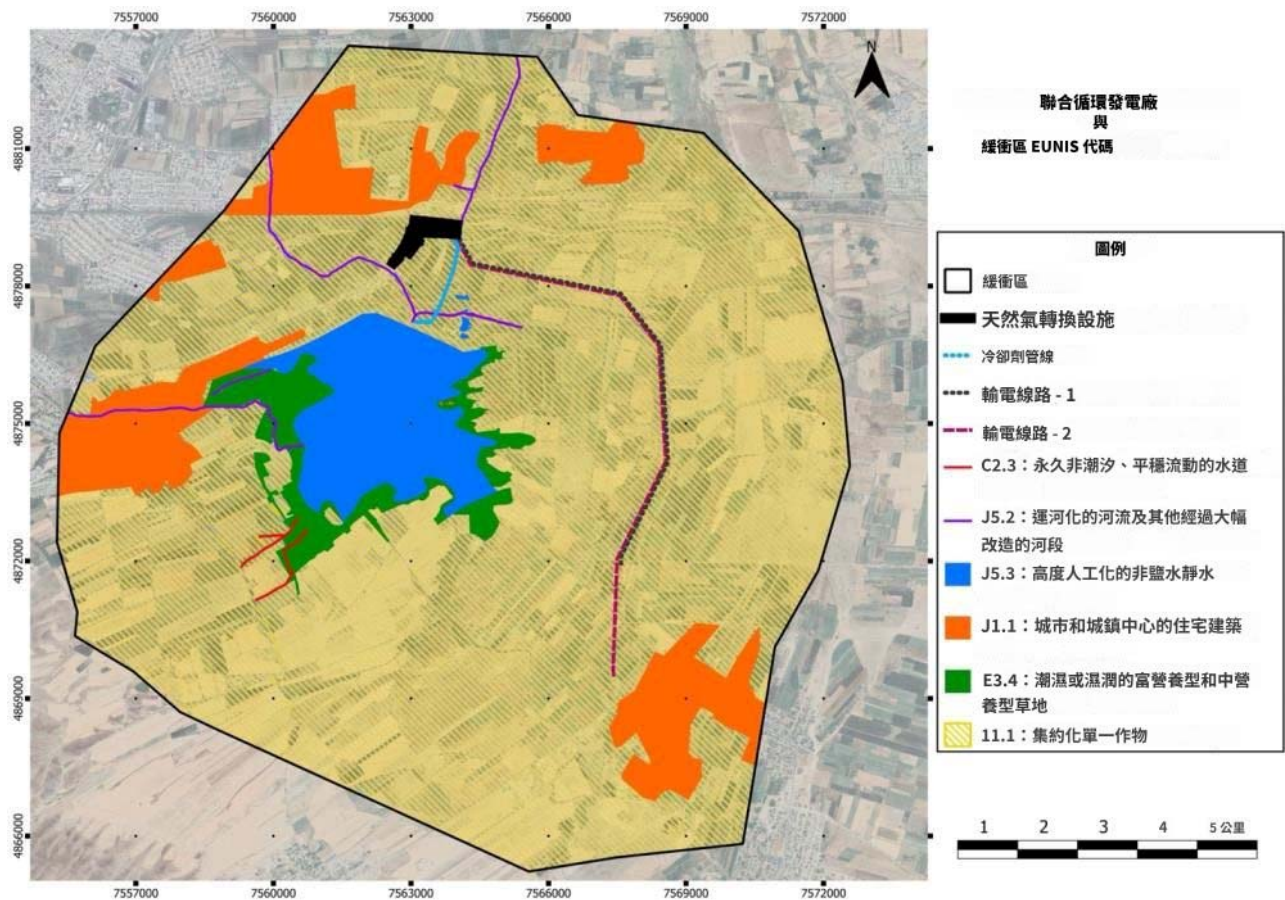 7557000 7560000 7563000 7566000 7569000 7572000
N
聯合循環發電廠
與
緩衝區 EUNIS 代碼
4881000
4878000
4875000
4872000
4869000
4866000
圖例
緩衝區
天然氣轉換設施
冷卻劑管線
輸電線路 - 1
輸電線路 - 2
C2.3：永久非潮汐、平穩流動的水道
J5.2：運河化的河流及其他經過大幅
改造的河段
J5.3：高度人工化的非鹽水靜水
J1.1：城市和城鎮中心的住宅建築
E3.4：潮濕或濕潤的富營養型和中營
養型草地
11.1：集約化單一作物
1 2 3 4 5 公里
7557000 7560000 7563000 7566000 7569000 7572000